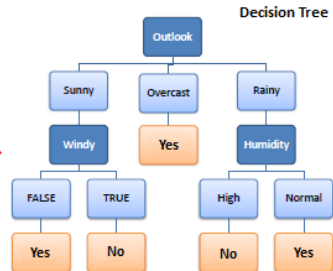 Decision Tree
Outlook
Sunny Overcast Rainy
Windy Yes Humidity
FALSE TRUE High Normal
Yes No No Yes